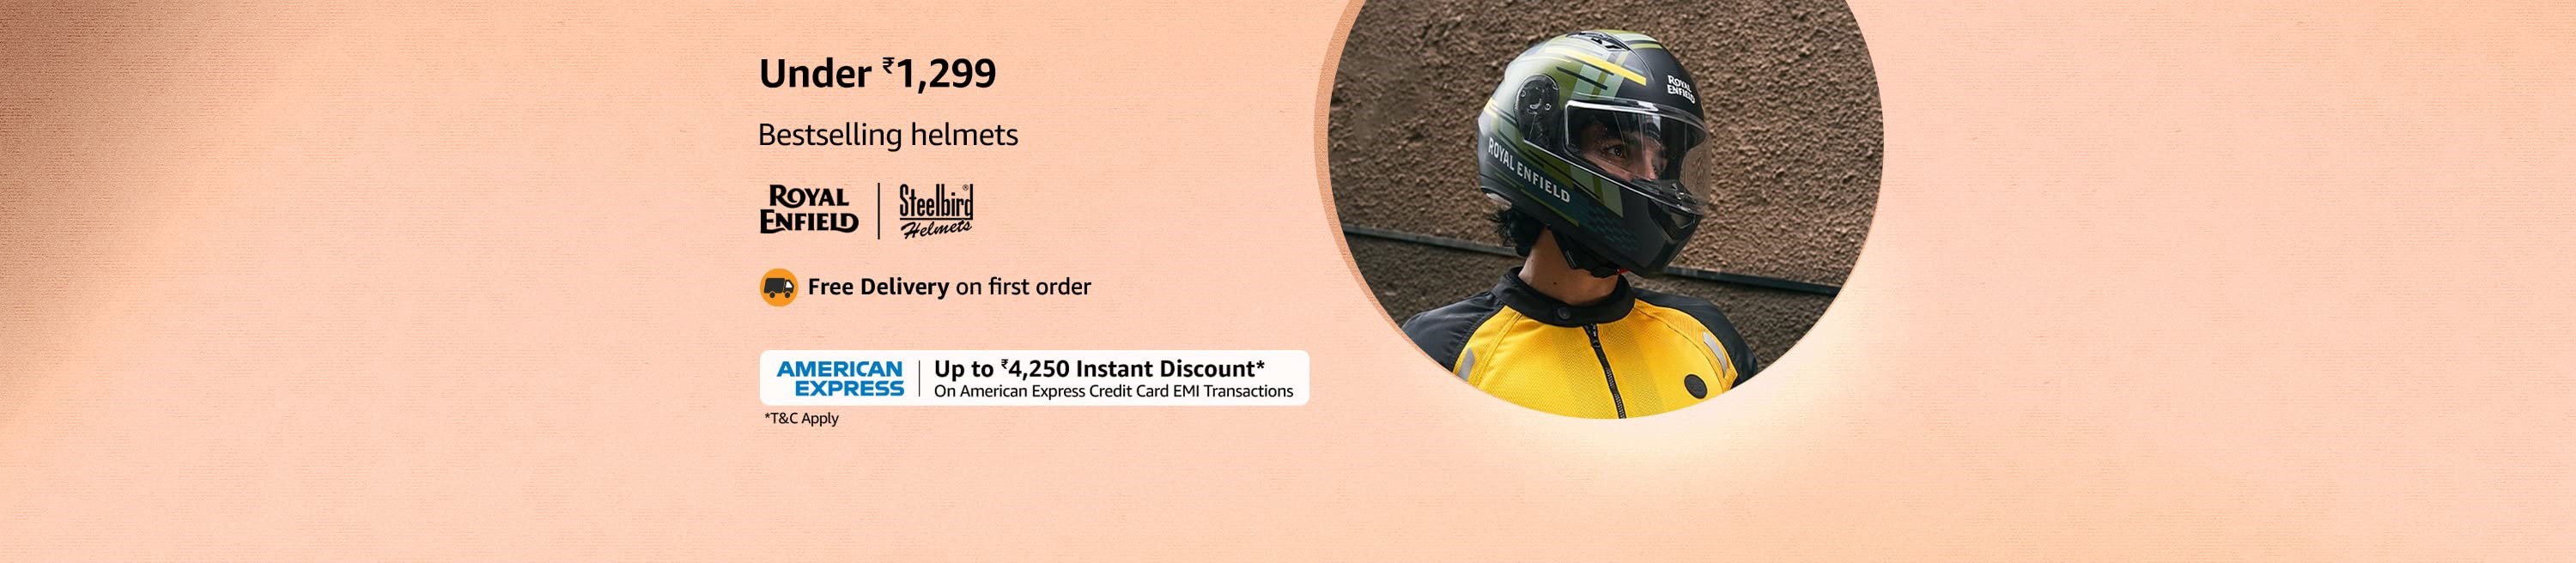 Under ₹1,299
Bestselling helmets
ROYAL
ENFIELD
Steelbird®
Helmets
Free Delivery on first order
AMERICAN
EXPRESS
Up to ₹4,250 Instant Discount*
On American Express Credit Card EMI Transactions
*T&C Apply
ROYAL
ENFIELD
ROYAL ENFIELD